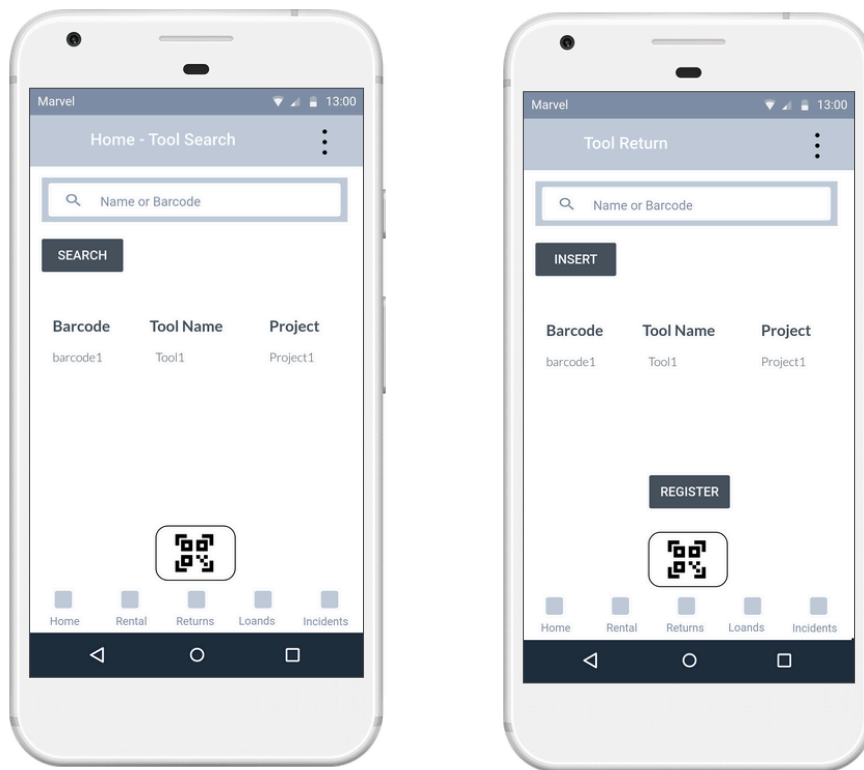 Marvel 13:00
Home - Tool Search
Name or Barcode
SEARCH
Barcode Tool Name Project
barcode1 Tool1 Project1
Home Rental Returns Loands Incidents
Marvel 13:00
Tool Return
Name or Barcode
INSERT
Barcode Tool Name Project
barcode1 Tool1 Project1
REGISTER
Home Rental Returns Loands Incidents